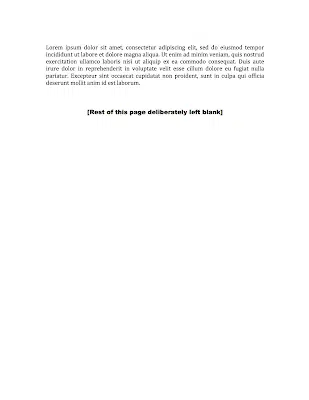 Lorem ipsum dolor sit amet, consectetur adipiscing elit, sed do eiusmod tempor
incididunt ut labore et dolore magna aliqua. Ut enim ad minim veniam, quis nostrud
exercitation ullamco laboris nisi ut aliquip ex ea commodo consequat. Duis aute
irure dolor in reprehenderit in voluptate velit esse cillum dolore eu fugiat nulla
pariatur. Excepteur sint occaecat cupidatat non proident, sunt in culpa qui officia
deserunt mollit anim id est laborum.
[Rest of this page deliberately left blank]